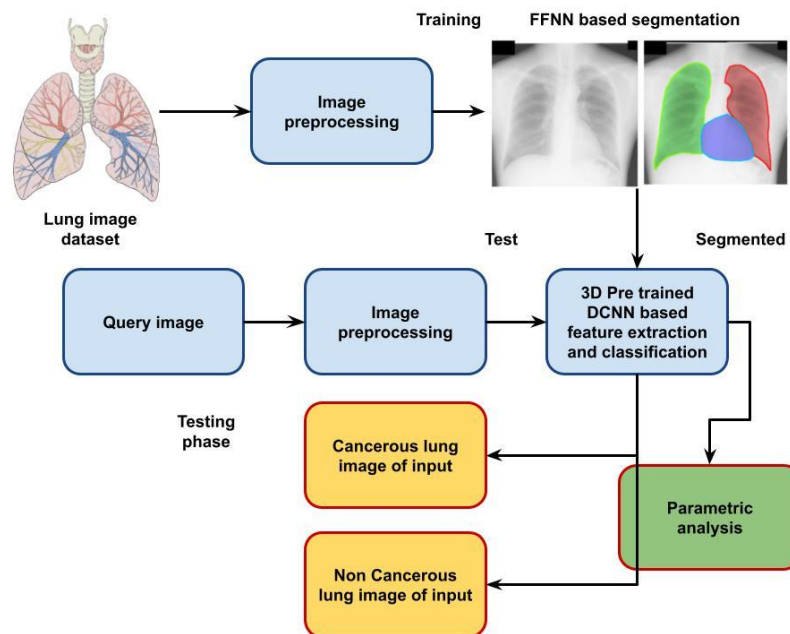 Training
FFNN based segmentation
Image
preprocessing
Lung image
dataset
Test
Segmented
Query image
Image
preprocessing
3D Pre trained
DCNN based
feature extraction
and classification
Testing
phase
Cancerous lung
image of input
Parametric
analysis
Non Cancerous
lung image of input